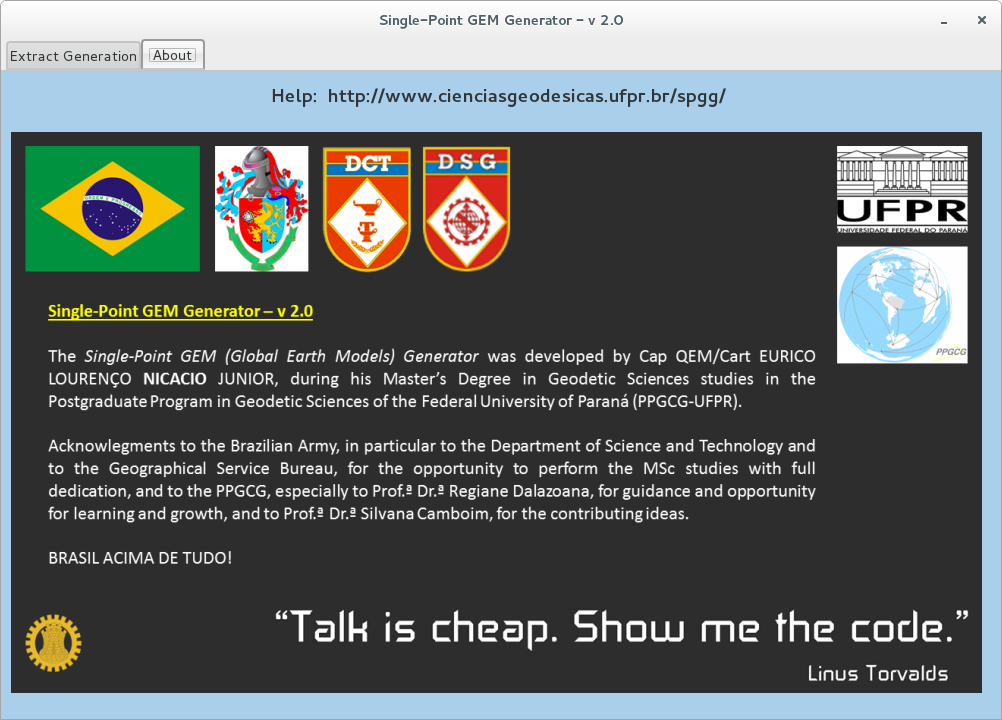 Single-Point GEM Generator - v 2.0
Extract Generation
About
Help: http://www.cienciasgeodesicas.ufpr.br/spgg/
DCT
DSG
UFPR
UNIVERSIDADE FEDERAL DO PARANÁ
PPGCG
Single-Point GEM Generator – v 2.0
The Single-Point GEM (Global Earth Models) Generator was developed by Cap QEM/Cart EURICO
LOURENÇO NICACIO JUNIOR, during his Master’s Degree in Geodetic Sciences studies in the
Postgraduate Program in Geodetic Sciences of the Federal University of Paraná (PPGCG-UFPR).
Acknowlegments to the Brazilian Army, in particular to the Department of Science and Technology and
to the Geographical Service Bureau, for the opportunity to perform the MSc studies with full
dedication, and to the PPGCG, especially to Prof.ª Dr.ª Regiane Dalazoana, for guidance and opportunity
for learning and growth, and to Prof.ª Dr.ª Silvana Camboim, for the contributing ideas.
BRASIL ACIMA DE TUDO!
“Talk is cheap. Show me the code.”
Linus Torvalds